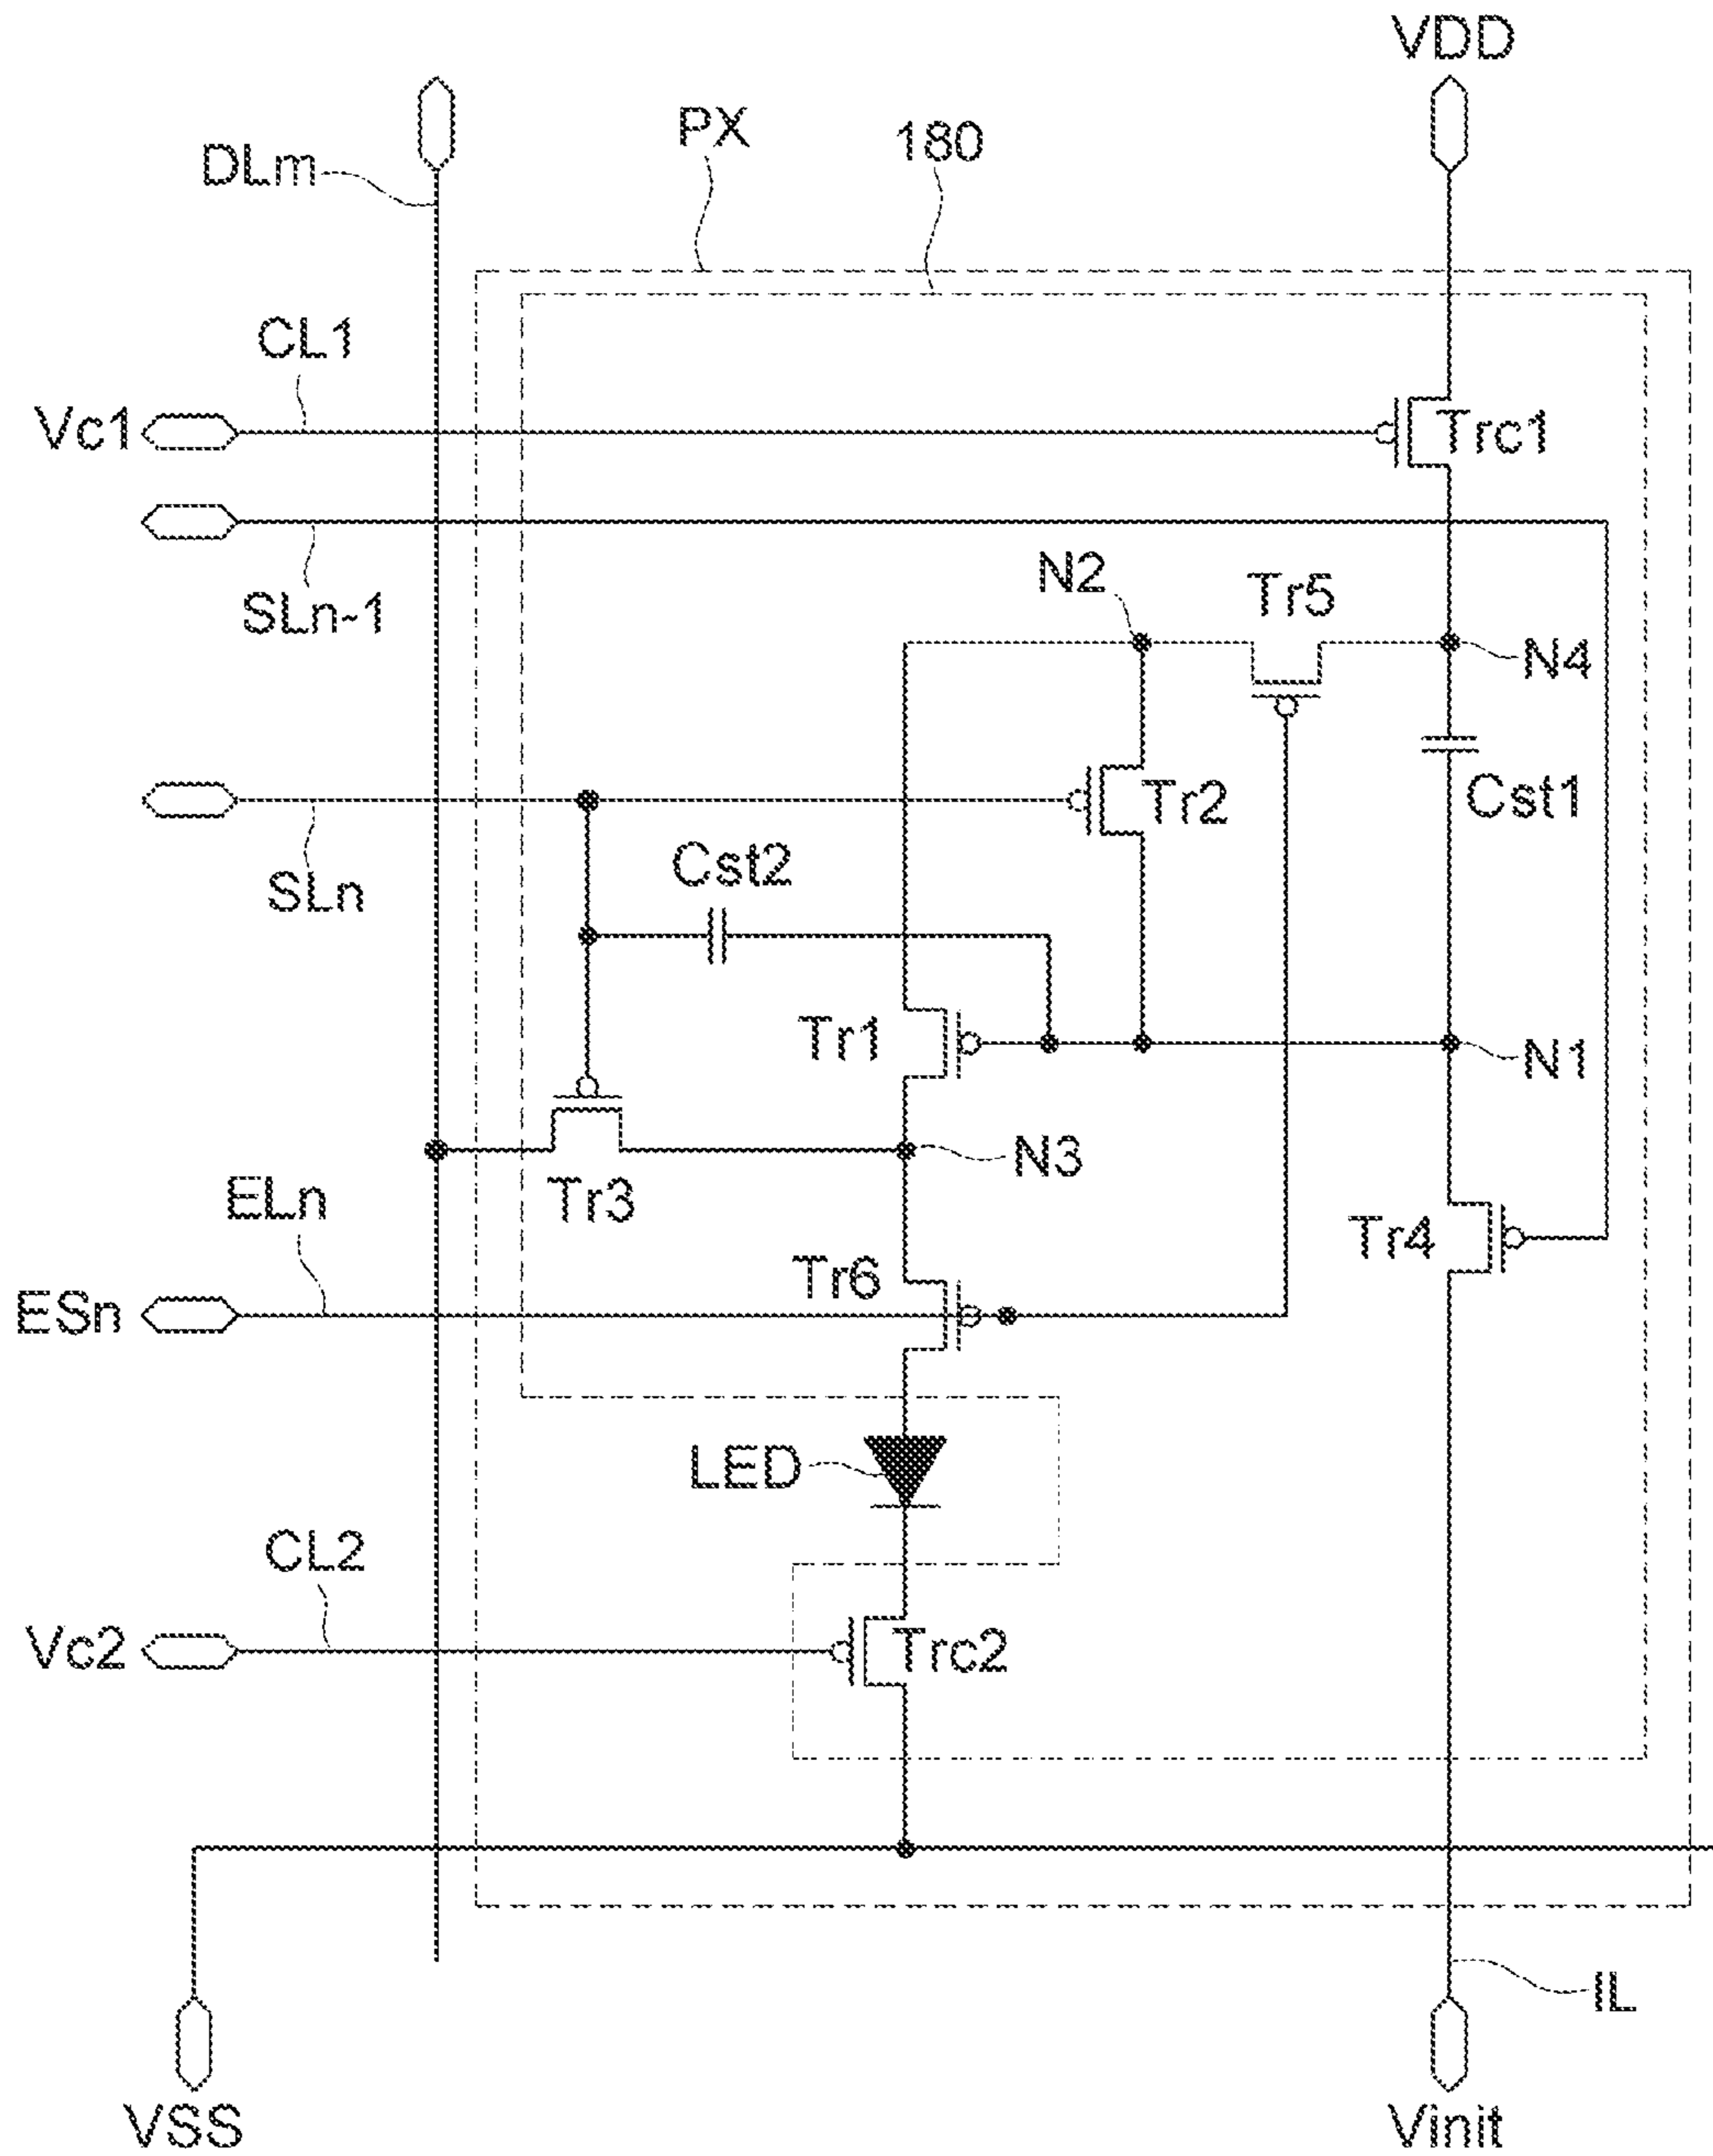 VDD
PX
180
DLm
CL1
Vc1
Trc1
SLn-1
N2
Tr5
N4
Tr2
Cst1
SLn
Cst2
Tr1
N1
N3
Tr3
ELn
Tr4
Tr6
ESn
LED
CL2
Vc2
Trc2
IL
VSS
Vinit